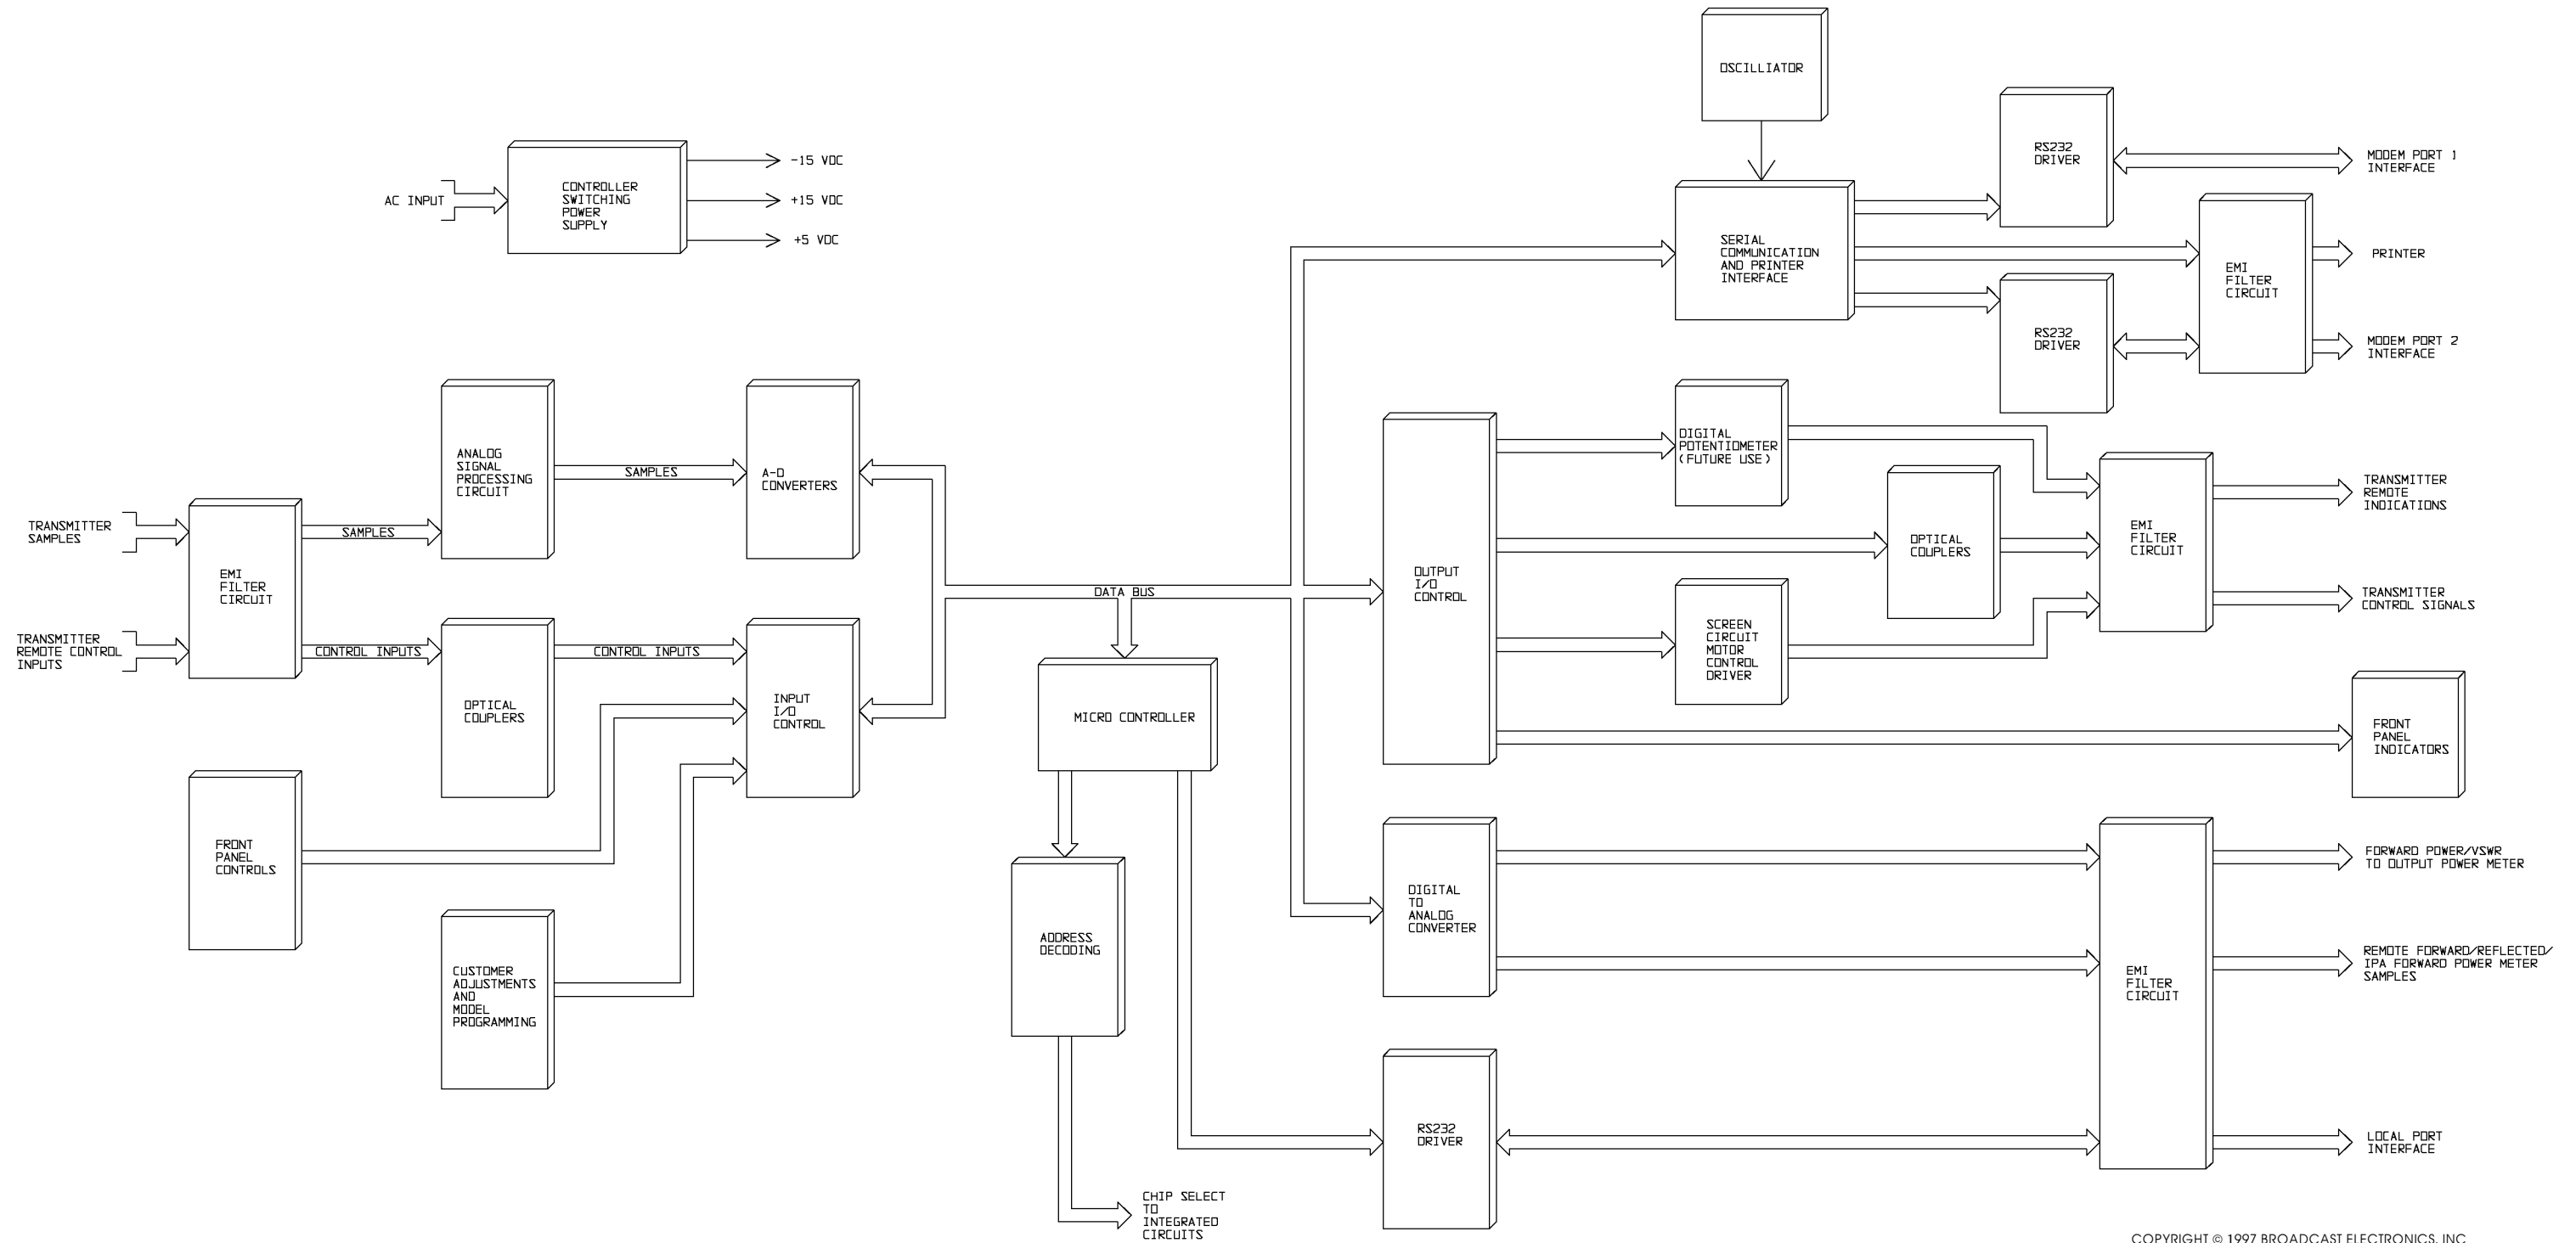 OSCILLIATOR
RS232
DRIVER
MODEM PORT 1
INTERFACE
CONTROLLER
SWITCHING
POWER
SUPPLY
AC INPUT
-15 VDC
+15 VDC
+5 VDC
SERIAL
COMMUNICATION
AND PRINTER
INTERFACE
EMI
FILTER
CIRCUIT
PRINTER
RS232
DRIVER
MODEM PORT 2
INTERFACE
ANALOG
SIGNAL
PROCESSING
CIRCUIT
SAMPLES
A-D
CONVERTERS
DIGITAL
POTENTIOMETER
(FUTURE USE)
TRANSMITTER
SAMPLES
SAMPLES
EMI
FILTER
CIRCUIT
OPTICAL
COUPLERS
EMI
FILTER
CIRCUIT
TRANSMITTER
REMOTE
INDICATIONS
OUTPUT
I/O
CONTROL
DATA BUS
TRANSMITTER
CONTROL SIGNALS
TRANSMITTER
REMOTE CONTROL
INPUTS
CONTROL INPUTS
CONTROL INPUTS
OPTICAL
COUPLERS
INPUT
I/O
CONTROL
MICRO CONTROLLER
SCREEN
CIRCUIT
MOTOR
CONTROL
DRIVER
FRONT
PANEL
INDICATORS
FRONT
PANEL
CONTROLS
CUSTOMER
ADJUSTMENTS
AND
MODEL
PROGRAMMING
ADDRESS
DECODING
DIGITAL
TO
ANALOG
CONVERTER
FORWARD POWER/VSWR
TO OUTPUT POWER METER
EMI
FILTER
CIRCUIT
REMOTE FORWARD/REFLECTED/
IPA FORWARD POWER METER
SAMPLES
RS232
DRIVER
LOCAL PORT
INTERFACE
CHIP SELECT
TO
INTEGRATED
CIRCUITS
COPYRIGHT © 1997 BROADCAST ELECTRONICS, INC